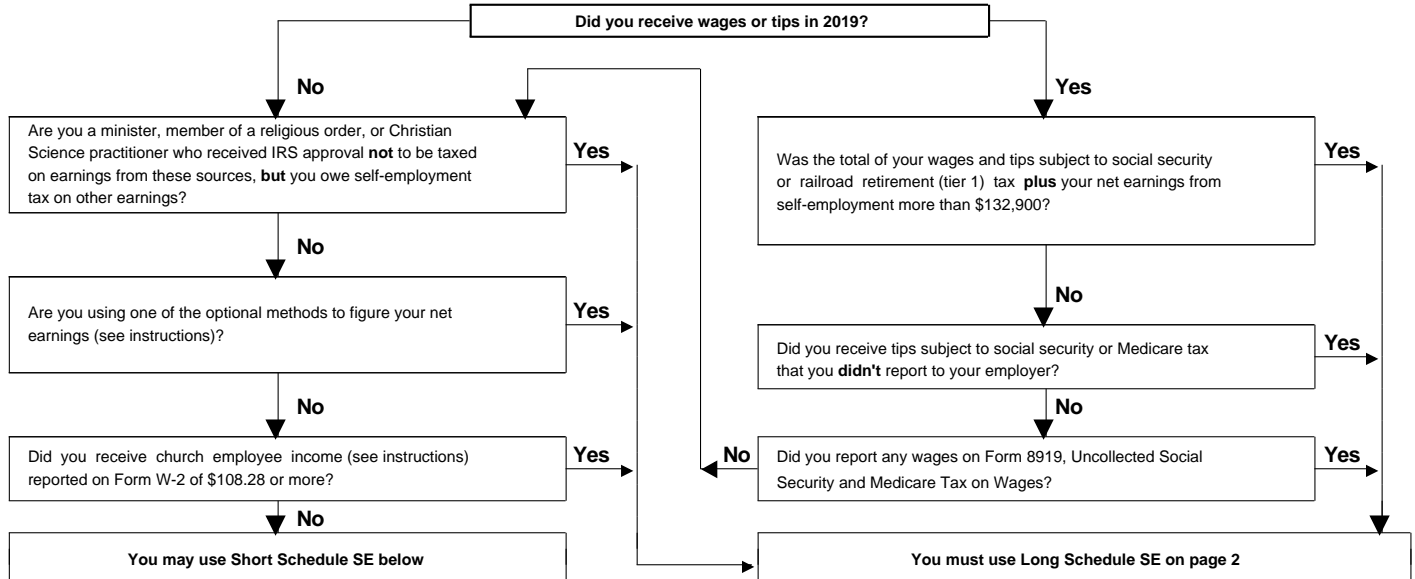 Did you receive wages or tips in 2019?
No
Yes
Are you a minister, member of a religious order, or Christian
Science practitioner who received IRS approval not to be taxed
on earnings from these sources, but you owe self-employment
tax on other earnings?
Yes
Was the total of your wages and tips subject to social security
or railroad retirement (tier 1) tax plus your net earnings from
self-employment more than $132,900?
Yes
No
No
Are you using one of the optional methods to figure your net
earnings (see instructions)?
Yes
Did you receive tips subject to social security or Medicare tax
that you didn't report to your employer?
Yes
No
No
Did you receive church employee income (see instructions)
reported on Form W-2 of $108.28 or more?
Yes
No
Did you report any wages on Form 8919, Uncollected Social
Security and Medicare Tax on Wages?
Yes
No
You may use Short Schedule SE below
You must use Long Schedule SE on page 2